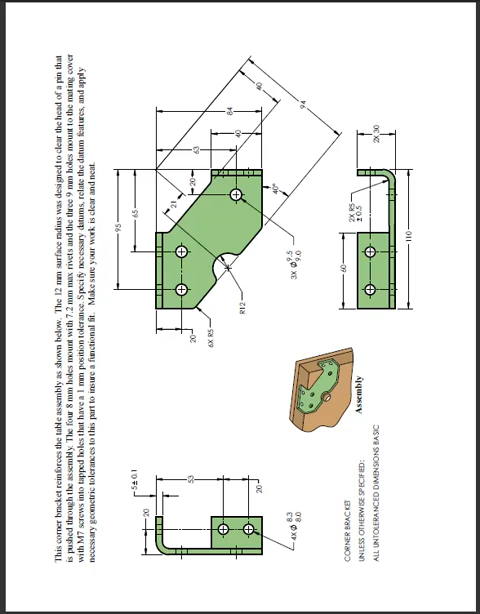 This corner bracket reinforces the table assembly as shown below. The 12 mm surface radius was designed to clear the head of a pin that
is pushed through the assembly. The four 8 mm holes mount with 7.2 mm max rivets and the three 9 mm holes mount to the mating cover
with M7 screws into tapped holes that have a 1 mm position tolerance. Specify necessary datums, relate the datum features, and apply
necessary geometric tolerances to this part to insure a functional fit. Make sure your work is clear and neat.
95
65
21
20
63
84
40
40
94
40°
20
6X R5
R12
3X Ø 9.5
9.0
2X 30
2X R5
± 0.5
60
110
5± 0.1
20
53
20
4X Ø 8.3
8.0
Assembly
CORNER BRACKET
UNLESS OTHERWISE SPECIFIED:
ALL UNTOLERANCED DIMENSIONS BASIC